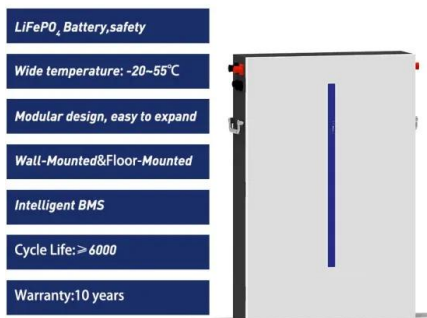 LiFePO₄ Battery,safety
Wide temperature: -20~55℃
Modular design, easy to expand
Wall-Mounted&Floor-Mounted
Intelligent BMS
Cycle Life:≥6000
Warranty:10 years